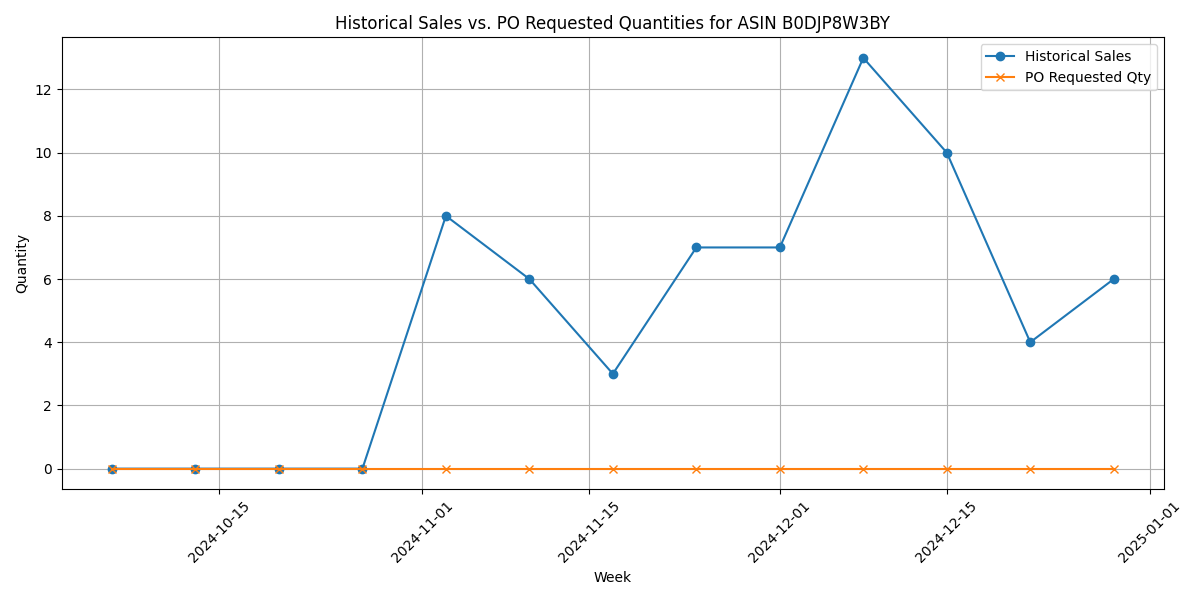 Historical Sales vs. PO Requested Quantities for ASIN B0DJP8W3BY
Historical Sales
PO Requested Qty
Quantity
12
10
8
6
4
2
0
2024-10-15
2024-11-01
2024-11-15
2024-12-01
2024-12-15
2025-01-01
Week